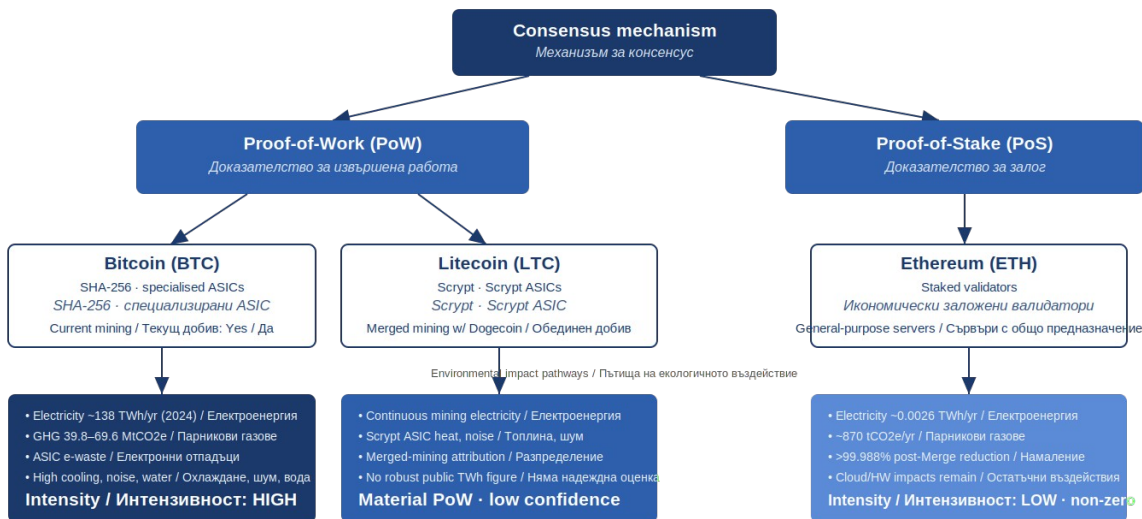 Consensus mechanism
Механизъм за консенсус
Proof-of-Work (PoW)
Доказателство за извършена работа
Proof-of-Stake (PoS)
Доказателство за залог
Bitcoin (BTC)
SHA-256 · specialised ASICs
SHA-256 · специализирани ASIC
Current mining / Текущ добив: Yes / Да
Litecoin (LTC)
Scrypt · Scrypt ASICs
Scrypt · Scrypt ASIC
Merged mining w/ Dogecoin / Обединен добив
Ethereum (ETH)
Staked validators
Икономически заложени валидатори
General-purpose servers / Сървъри с общо предназначение
Environmental impact pathways / Пътища на екологичното въздействие
• Electricity ~138 TWh/yr (2024) / Електроенергия
• GHG 39.8–69.6 MtCO2e / Парникови газове
• ASIC e-waste / Електронни отпадъци
• High cooling, noise, water / Охлаждане, шум, вода
Intensity / Интензивност: HIGH
• Continuous mining electricity / Електроенергия
• Scrypt ASIC heat, noise / Топлина, шум
• Merged-mining attribution / Разпределение
• No robust public TWh figure / Няма надеждна оценка
Material PoW · low confidence
• Electricity ~0.0026 TWh/yr / Електроенергия
• ~870 tCO2e/yr / Парникови газове
• >99.988% post-Merge reduction / Намаление
• Cloud/HW impacts remain / Остатъчни въздействия
Intensity / Интензивност: LOW · non-zero